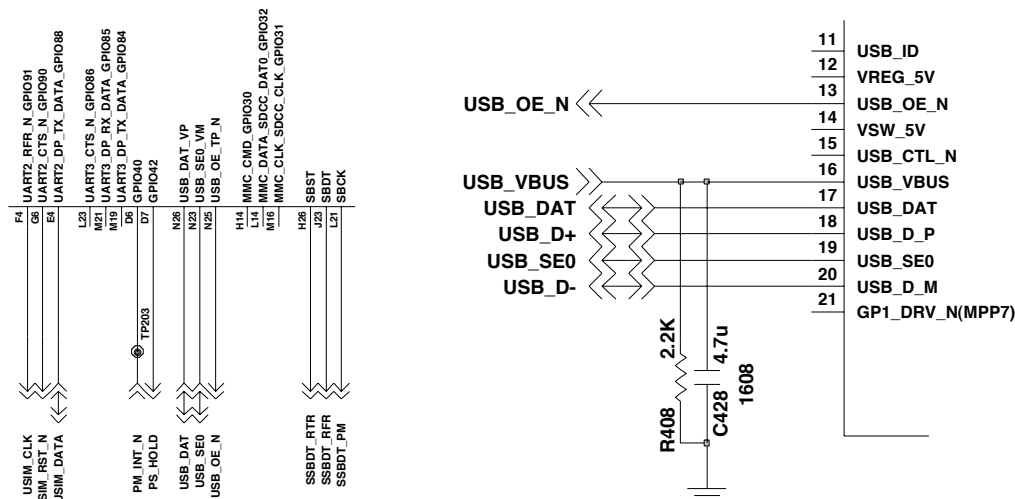 UART2_RFR_N_GPIO91
UART2_CTS_N_GPIO90
UART2_DP_TX_DATA_GPIO88
UART3_CTS_N_GPIO86
UART3_DP_RX_DATA_GPIO85
UART3_DP_TX_DATA_GPIO84
GPIO40
GPIO42
USB_DAT_VP
USB_SE0_VM
USB_OE_TP_N
MMC_CMD_GPIO30
MMC_DATA_SDCC_DAT0_GPIO32
MMC_CLK_SDCC_CLK_GPIO31
SBST
SBDT
SBCK
F4
G6
E4
L23
M21
M19
D6
D7
N26
N23
N25
H14
L14
M16
H26
J23
L21
TP203
USIM_CLK
SIM_RST_N
USIM_DATA
PM_INT_N
PS_HOLD
USB_DAT
USB_SE0
USB_OE_N
SSBDT_RTR
SSBDT_RFR
SSBDT_PM
11 USB_ID
12 VREG_5V
USB_OE_N 13 USB_OE_N
14 VSW_5V
15 USB_CTL_N
USB_VBUS 16 USB_VBUS
USB_DAT 17 USB_DAT
USB_D+ 18 USB_D_P
USB_SE0 19 USB_SE0
USB_D- 20 USB_D_M
21 GP1_DRV_N(MPP7)
2.2K
R408
4.7u
C428
1608